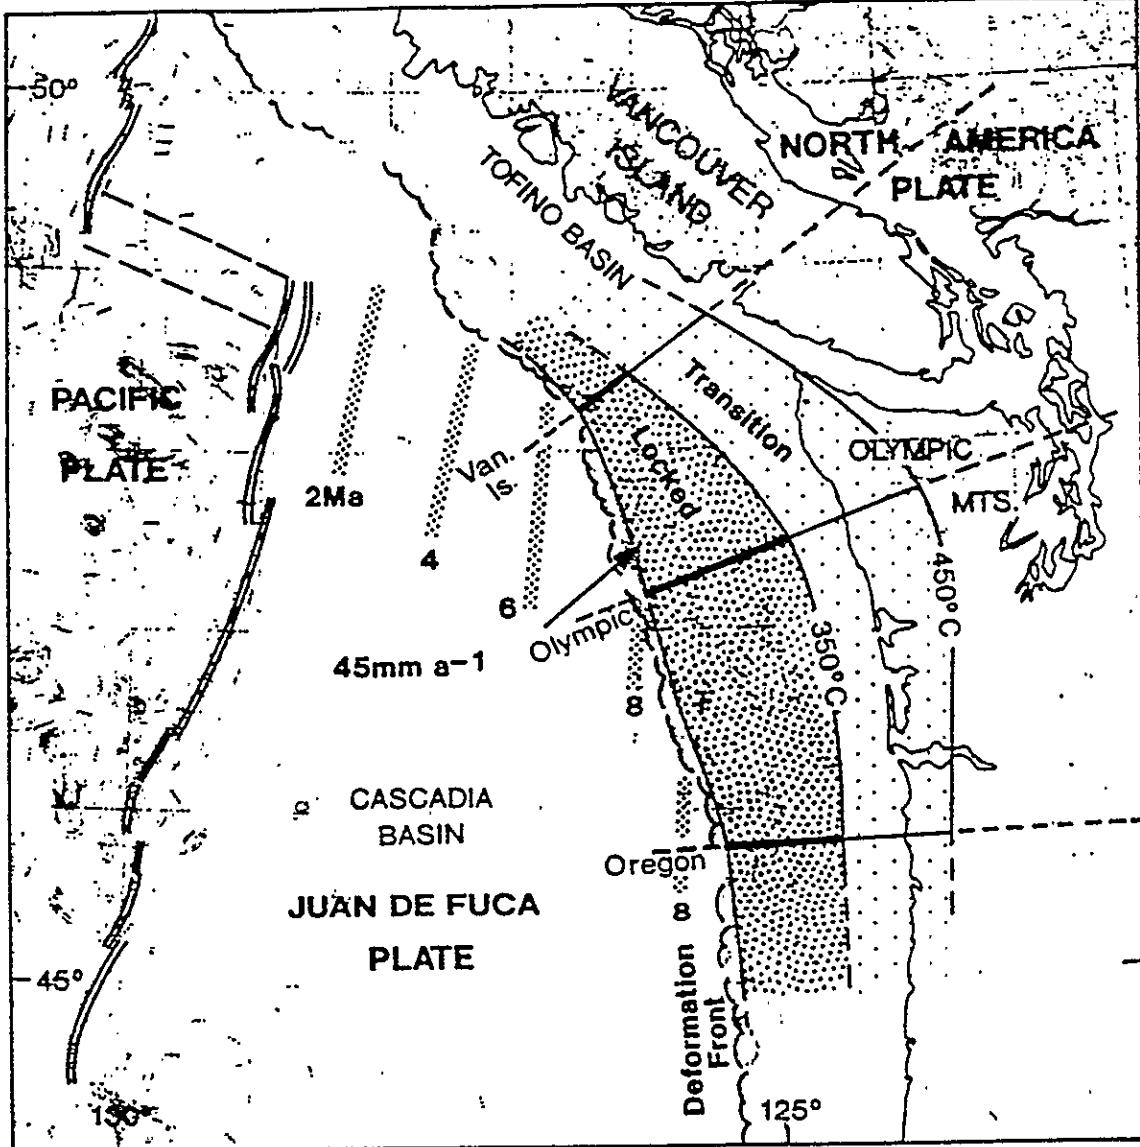 50°
VANCOUVER
ISLAND
NORTH AMERICA
PLATE
TOFINO BASIN
PACIFIC
PLATE
Transition
Locked
OLYMPIC
MTS.
Van.
Is.
2Ma
4
6
Olympic
450°C
350°C
45mm a-1
8
CASCADIA
BASIN
Oregon
JUAN DE FUCA
PLATE
8
45°
Deformation
Front
130°
125°